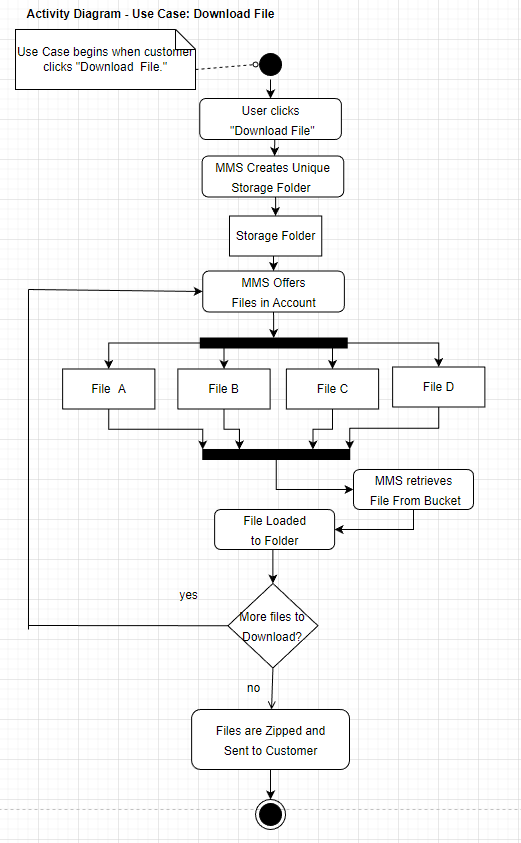 Activity Diagram - Use Case: Download File
Use Case begins when customer
clicks "Download File."
User clicks
"Download File"
MMS Creates Unique
Storage Folder
Storage Folder
MMS Offers
Files in Account
File A
File B
File C
File D
MMS retrieves
File From Bucket
File Loaded
to Folder
yes
More files to
Download?
no
Files are Zipped and
Sent to Customer